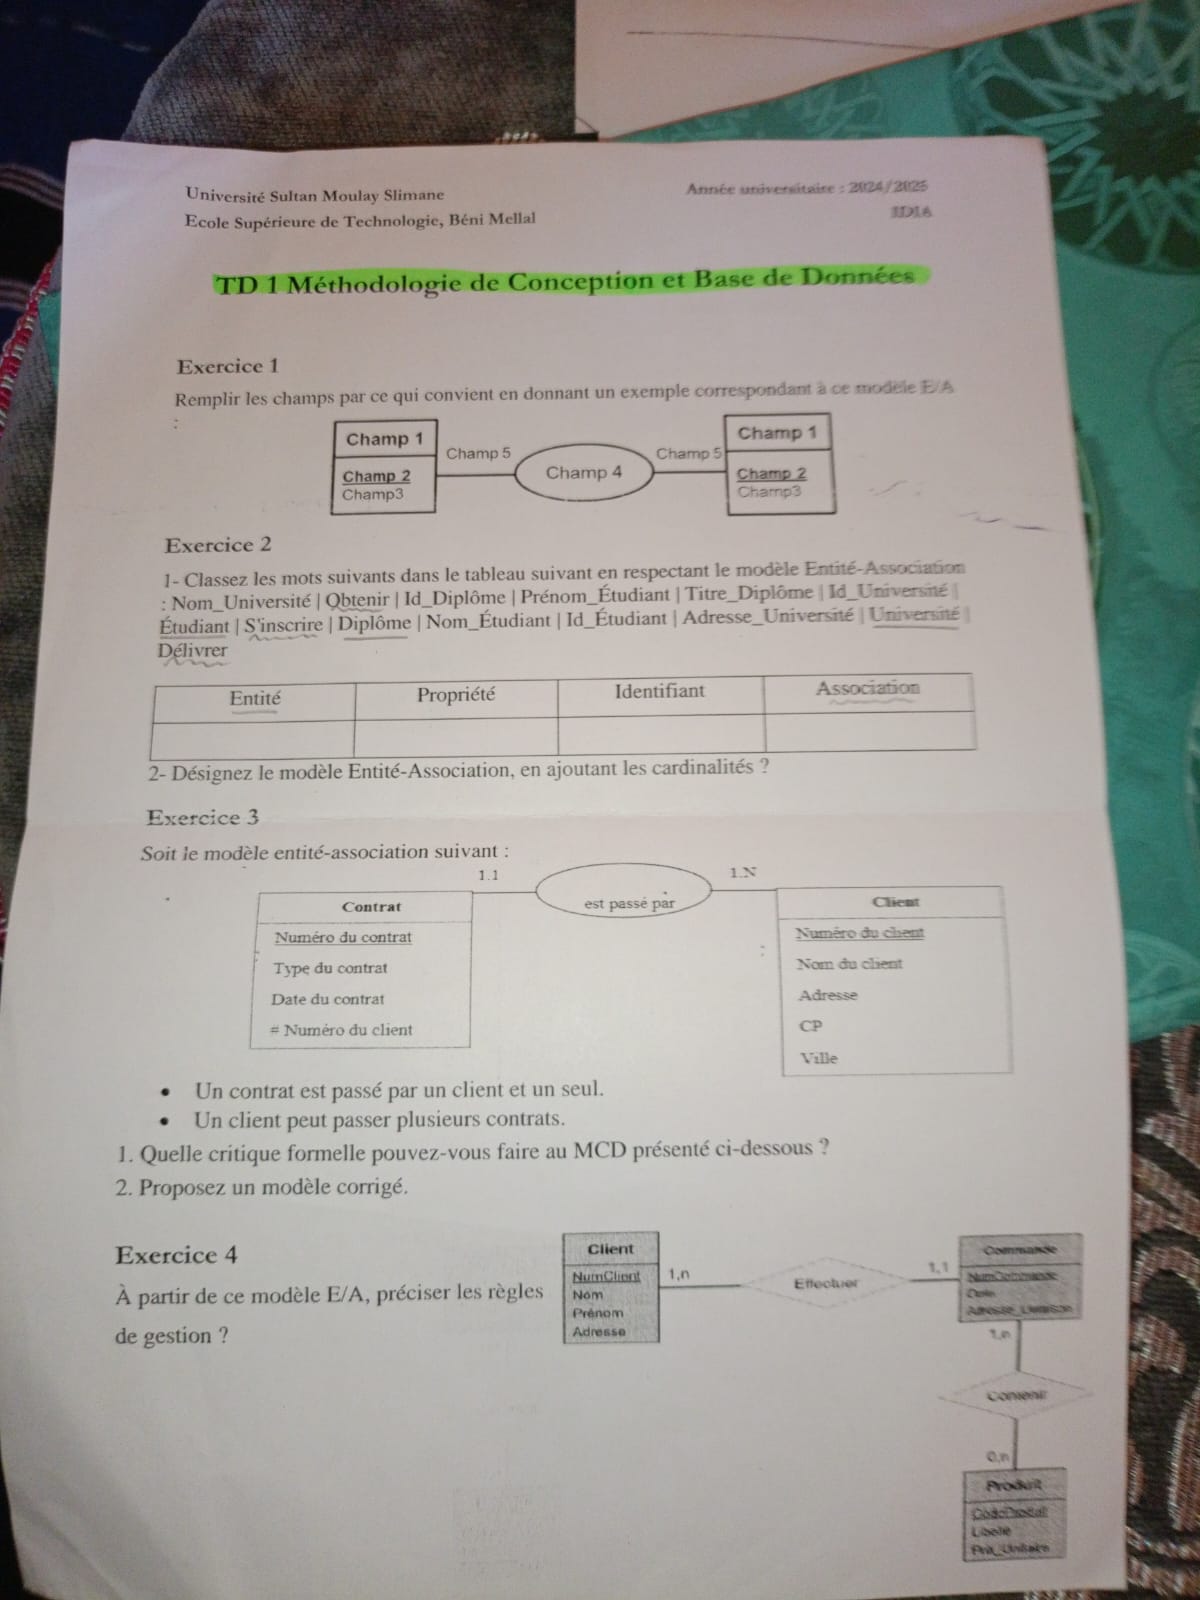 Université Sultan Moulay Slimane
Année universitaire : 2024/2025
Ecole Supérieure de Technologie, Béni Mellal
TD 1 Méthodologie de Conception et Base de Données
Exercice 1
Remplir les champs par ce qui convient en donnant un exemple correspondant à ce modèle E/A
:
Champ 1
Champ 2
Champ3
Champ 5
Champ 4
Champ 5
Champ 1
Champ 2
Champ3
Exercice 2
1- Classez les mots suivants dans le tableau suivant en respectant le modèle Entité-Association
: Nom_Université | Obtenir | Id_Diplôme | Prénom_Étudiant | Titre_Diplôme | Id_Université |
Étudiant | S'inscrire | Diplôme | Nom_Étudiant | Id_Étudiant | Adresse_Université | Université |
Délivrer
Entité Propriété Identifiant Association
2- Désignez le modèle Entité-Association, en ajoutant les cardinalités ?
Exercice 3
Soit le modèle entité-association suivant :
Contrat
Numéro du contrat
Type du contrat
Date du contrat
# Numéro du client
1.1
est passé par
1.N
Client
Numéro du client
Nom du client
Adresse
CP
Ville
• Un contrat est passé par un client et un seul.
• Un client peut passer plusieurs contrats.
1. Quelle critique formelle pouvez-vous faire au MCD présenté ci-dessous ?
2. Proposez un modèle corrigé.
Exercice 4
À partir de ce modèle E/A, préciser les règles
de gestion ?
Client
NumClient
Nom
Prénom
Adresse
1,n
Effectuer
1,1
Commande
NumCommande
Date
Adresse_Livraison
1,n
Contenir
0,n
Produit
CodeProduit
Libelle
Prix_Unitaire